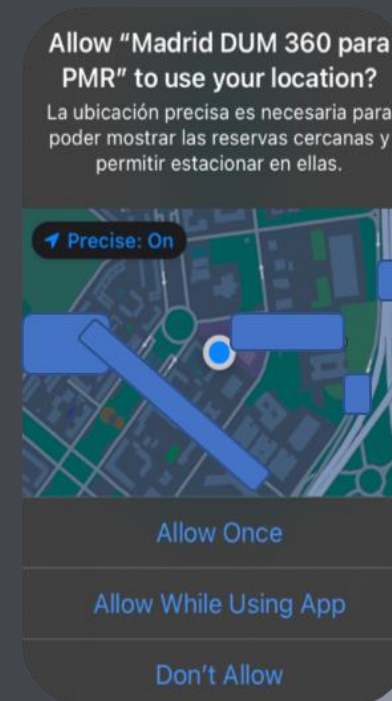 Allow “Madrid DUM 360 para
PMR” to use your location?
La ubicación precisa es necesaria para
poder mostrar las reservas cercanas y
permitir estacionar en ellas.
Precise: On
Allow Once
Allow While Using App
Don’t Allow